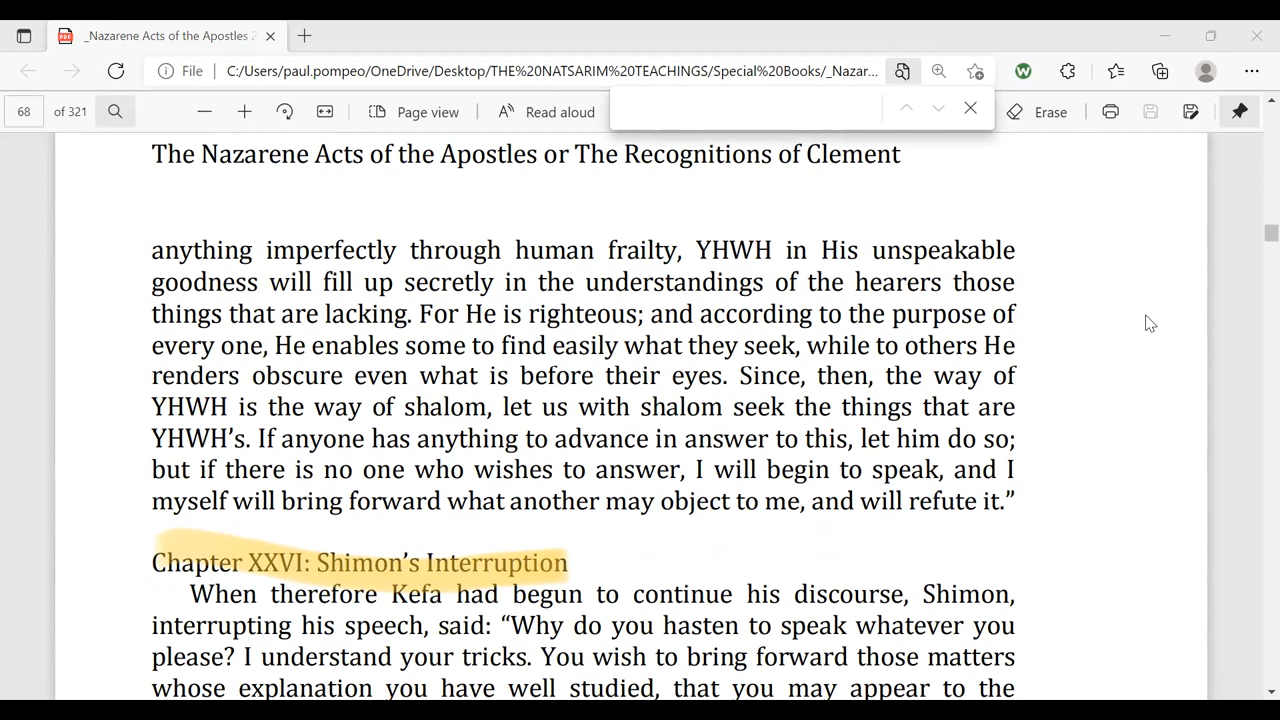 _Nazarene Acts of the Apostles 2
File
C:/Users/paul.pompeo/OneDrive/Desktop/THE%20NATSARIM%20TEACHINGS/Special%20Books/_Nazar...
68 of 321
Page view
Read aloud
Erase
The Nazarene Acts of the Apostles or The Recognitions of Clement
anything imperfectly through human frailty, YHWH in His unspeakable
goodness will fill up secretly in the understandings of the hearers those
things that are lacking. For He is righteous; and according to the purpose of
every one, He enables some to find easily what they seek, while to others He
renders obscure even what is before their eyes. Since, then, the way of
YHWH is the way of shalom, let us with shalom seek the things that are
YHWH’s. If anyone has anything to advance in answer to this, let him do so;
but if there is no one who wishes to answer, I will begin to speak, and I
myself will bring forward what another may object to me, and will refute it.”
Chapter XXVI: Shimon’s Interruption
When therefore Kefa had begun to continue his discourse, Shimon,
interrupting his speech, said: “Why do you hasten to speak whatever you
please? I understand your tricks. You wish to bring forward those matters
whose explanation you have well studied, that you may appear to the